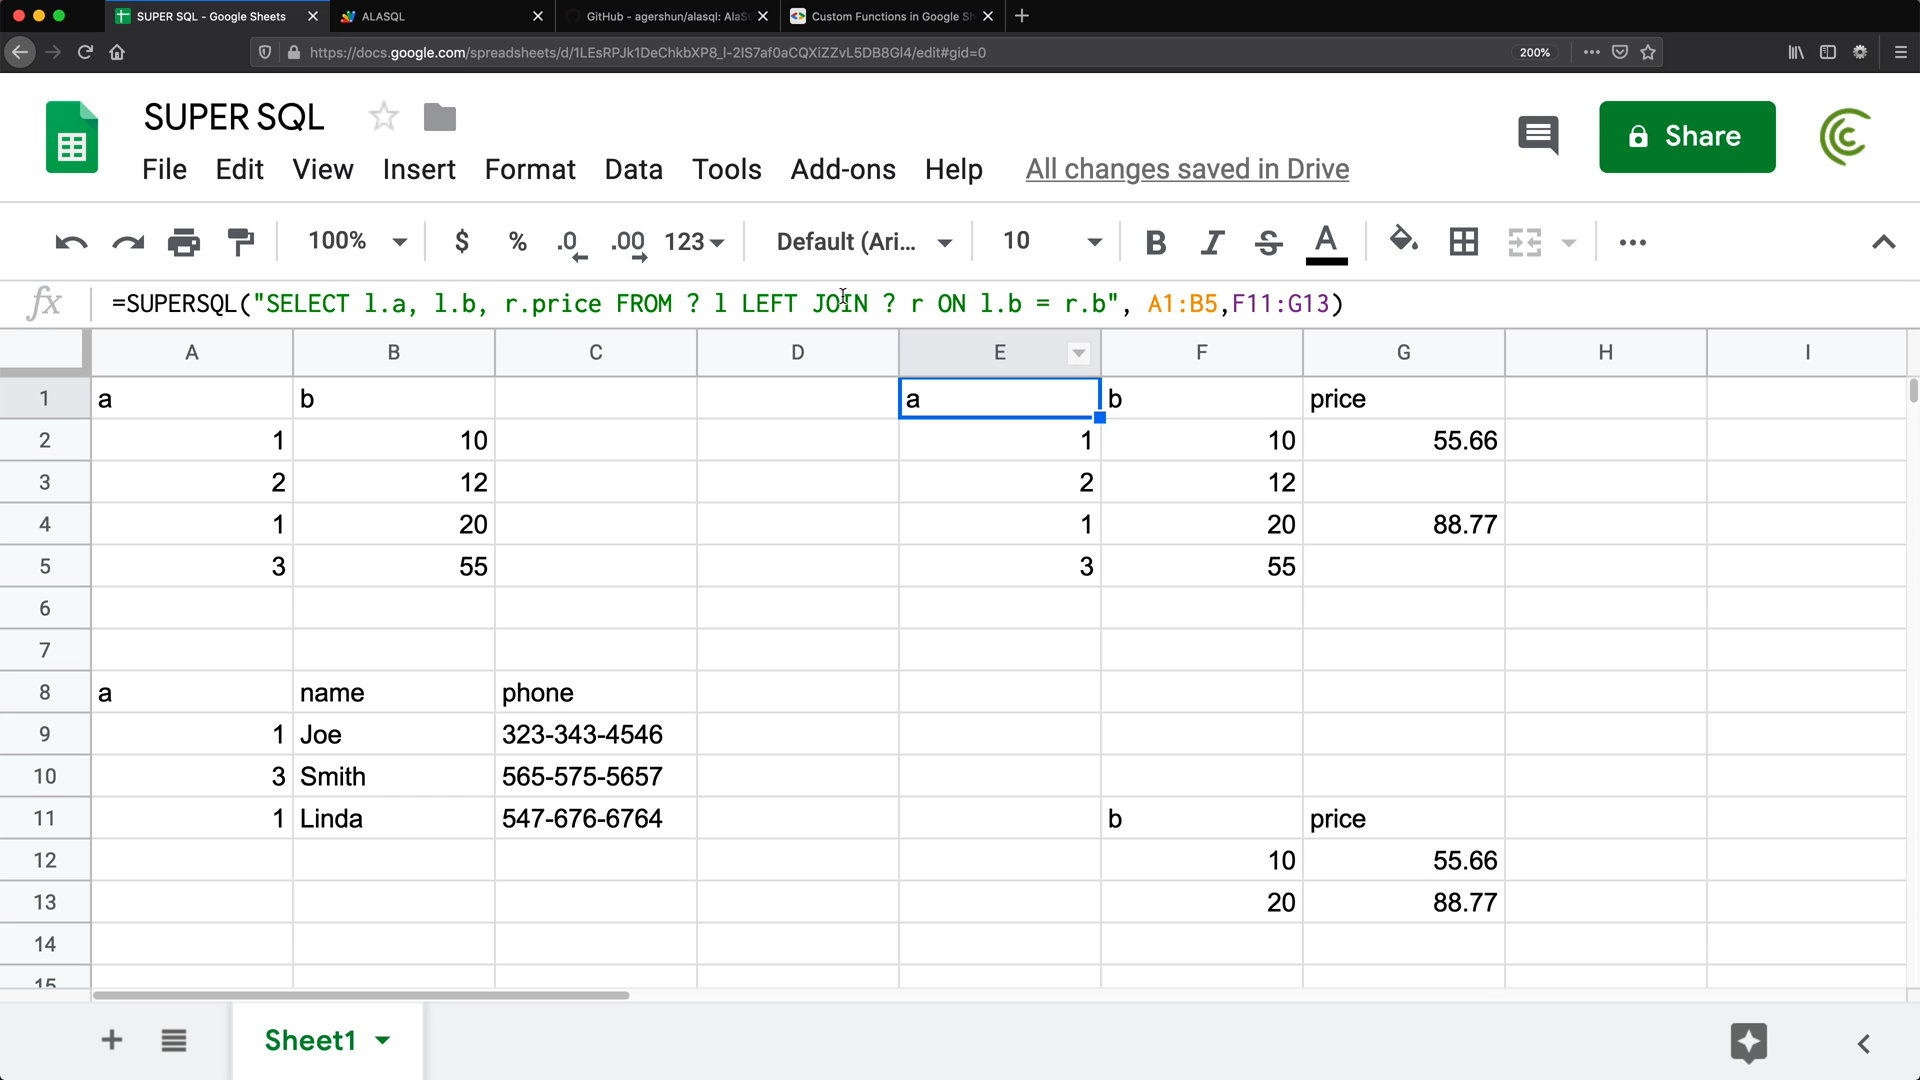 SUPER SQL - Google Sheets
ALASQL
GitHub - agershun/alasql: AlaS
Custom Functions in Google Sh
https://docs.google.com/spreadsheets/d/1LEsRPJk1DeChkbXP8_l-2IS7af0aCQXiZZvL5DB8Gl4/edit#gid=0
200%
SUPER SQL
Share
File Edit View Insert Format Data Tools Add-ons Help All changes saved in Drive
100% $ % .0 .00 123 Default (Ari... 10 B I S A
fx =SUPERSQL("SELECT l.a, l.b, r.price FROM ? l LEFT JOIN ? r ON l.b = r.b", A1:B5,F11:G13)
A B C D E F G H I
1 a b a b price
2 1 10 1 10 55.66
3 2 12 2 12
4 1 20 1 20 88.77
5 3 55 3 55
6
7
8 a name phone
9 1 Joe 323-343-4546
10 3 Smith 565-575-5657
11 1 Linda 547-676-6764 b price
12 10 55.66
13 20 88.77
14
15
Sheet1